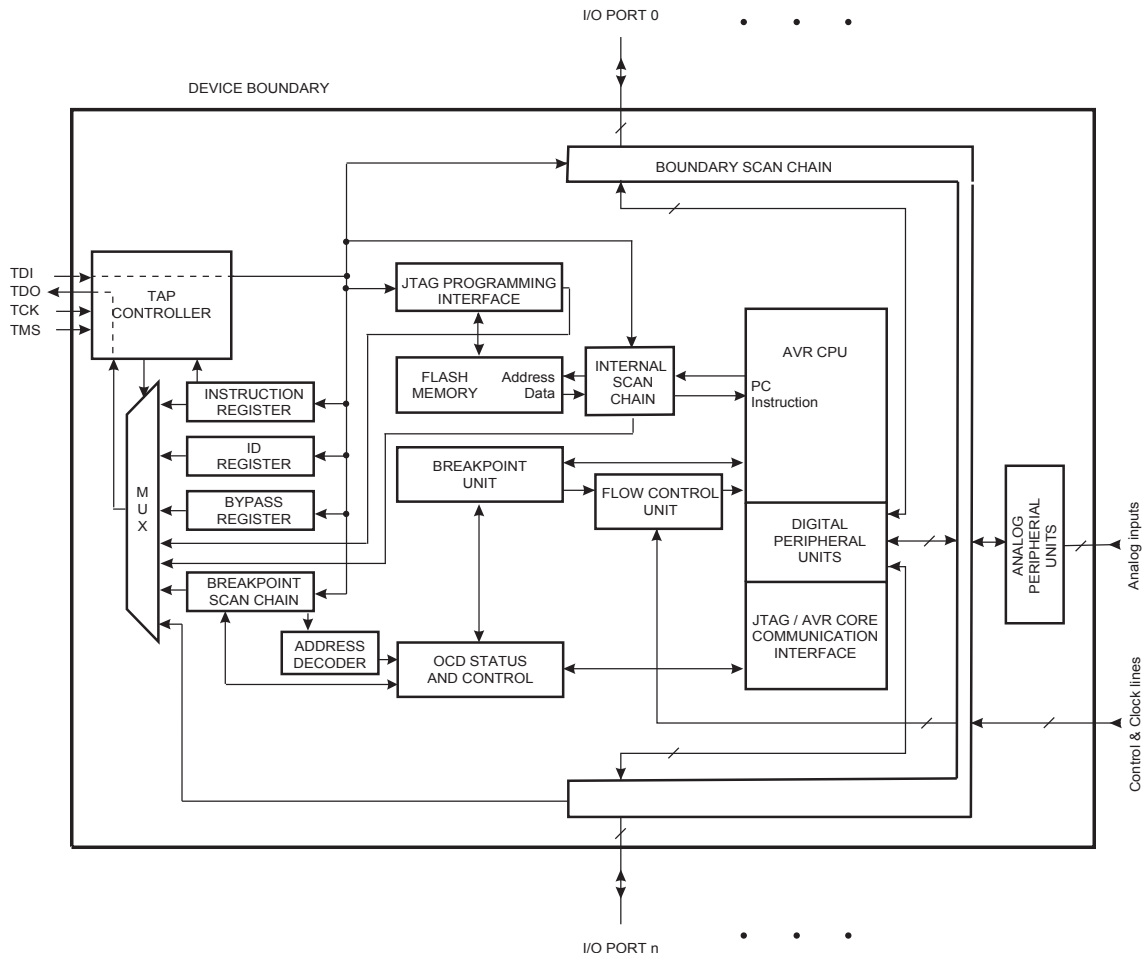 I/O PORT 0
DEVICE BOUNDARY
BOUNDARY SCAN CHAIN
TDI
TDO
TCK
TMS
TAP
CONTROLLER
JTAG PROGRAMMING
INTERFACE
FLASH
MEMORY
Address
Data
INTERNAL
SCAN
CHAIN
AVR CPU
PC
Instruction
INSTRUCTION
REGISTER
ID
REGISTER
BYPASS
REGISTER
MUX
BREAKPOINT
UNIT
FLOW CONTROL
UNIT
DIGITAL
PERIPHERAL
UNITS
ANALOG
PERIPHERIAL
UNITS
Analog inputs
BREAKPOINT
SCAN CHAIN
ADDRESS
DECODER
OCD STATUS
AND CONTROL
JTAG / AVR CORE
COMMUNICATION
INTERFACE
Control & Clock lines
I/O PORT n